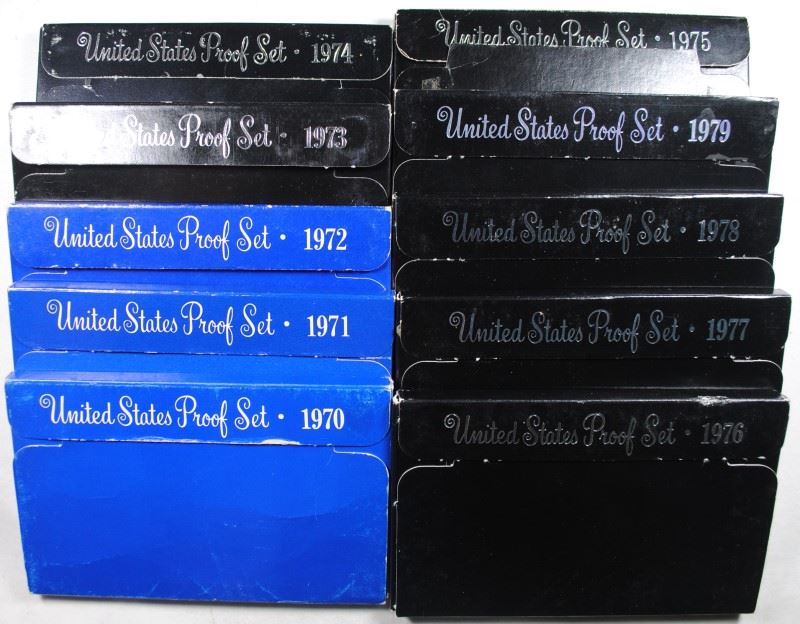 United States Proof Set · 1974
United States Proof Set · 1973
United States Proof Set · 1972
United States Proof Set · 1971
United States Proof Set · 1970
United States Proof Set · 1975
United States Proof Set · 1979
United States Proof Set · 1978
United States Proof Set · 1977
United States Proof Set · 1976